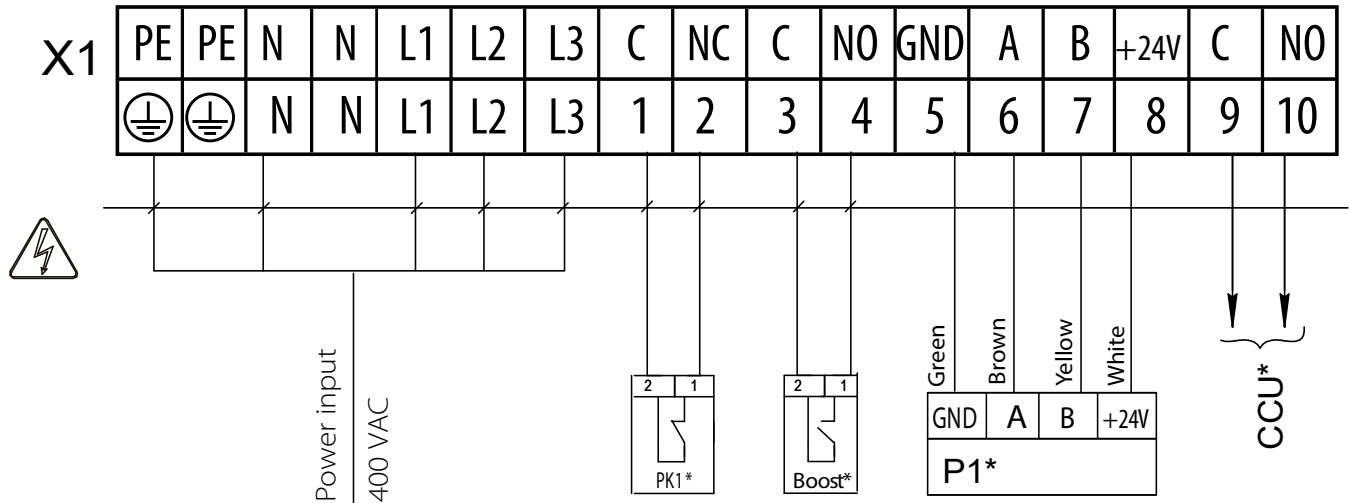 X1
PE PE N N L1 L2 L3 C NC C NO GND A B +24V C NO
N N L1 L2 L3 1 2 3 4 5 6 7 8 9 10
Power input
400 VAC
2 1
PK1*
2 1
Boost*
Green
Brown
Yellow
White
GND A B +24V
P1*
CCU*